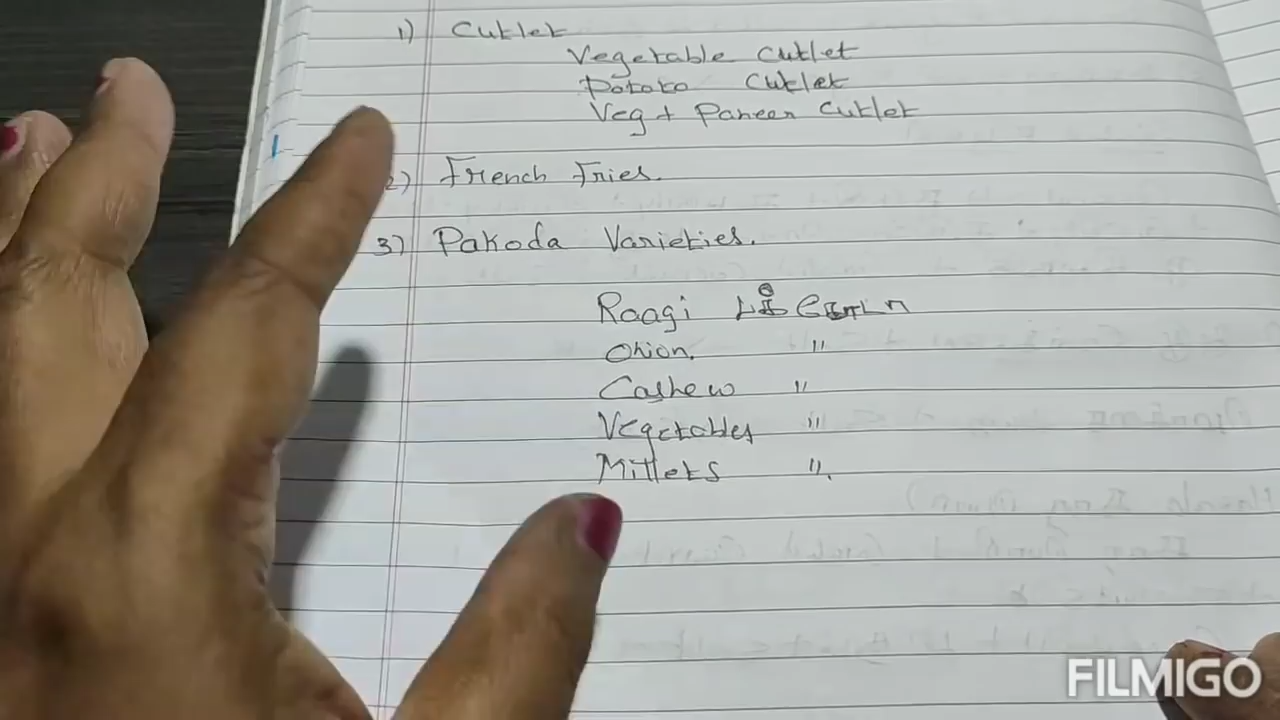 1) Cutlet
Vegetable Cutlet
Potato Cutlet
Veg + Paneer Cutlet
2) French Fries.
3) Pakoda Varieties.
Raagi பக்கோடா
Onion. "
Cashew "
Vegetables "
Millets ".
FILMIGO